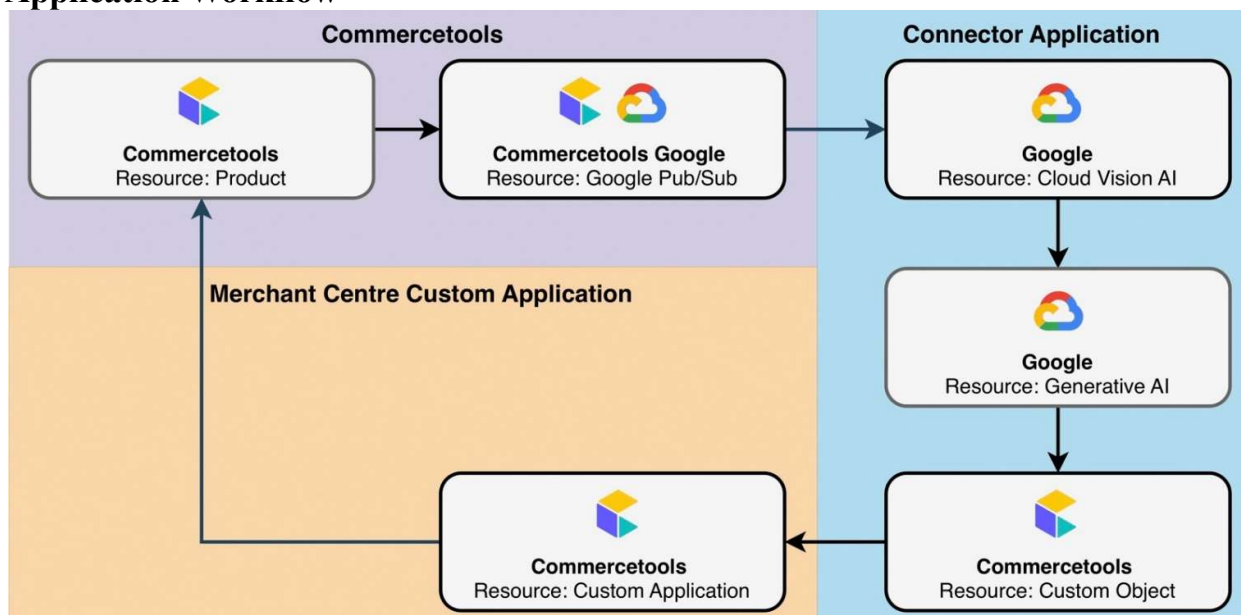 Application Workflow
Commercetools
Connector Application
Commercetools
Resource: Product
Commercetools Google
Resource: Google Pub/Sub
Google
Resource: Cloud Vision AI
Merchant Centre Custom Application
Google
Resource: Generative AI
Commercetools
Resource: Custom Application
Commercetools
Resource: Custom Object